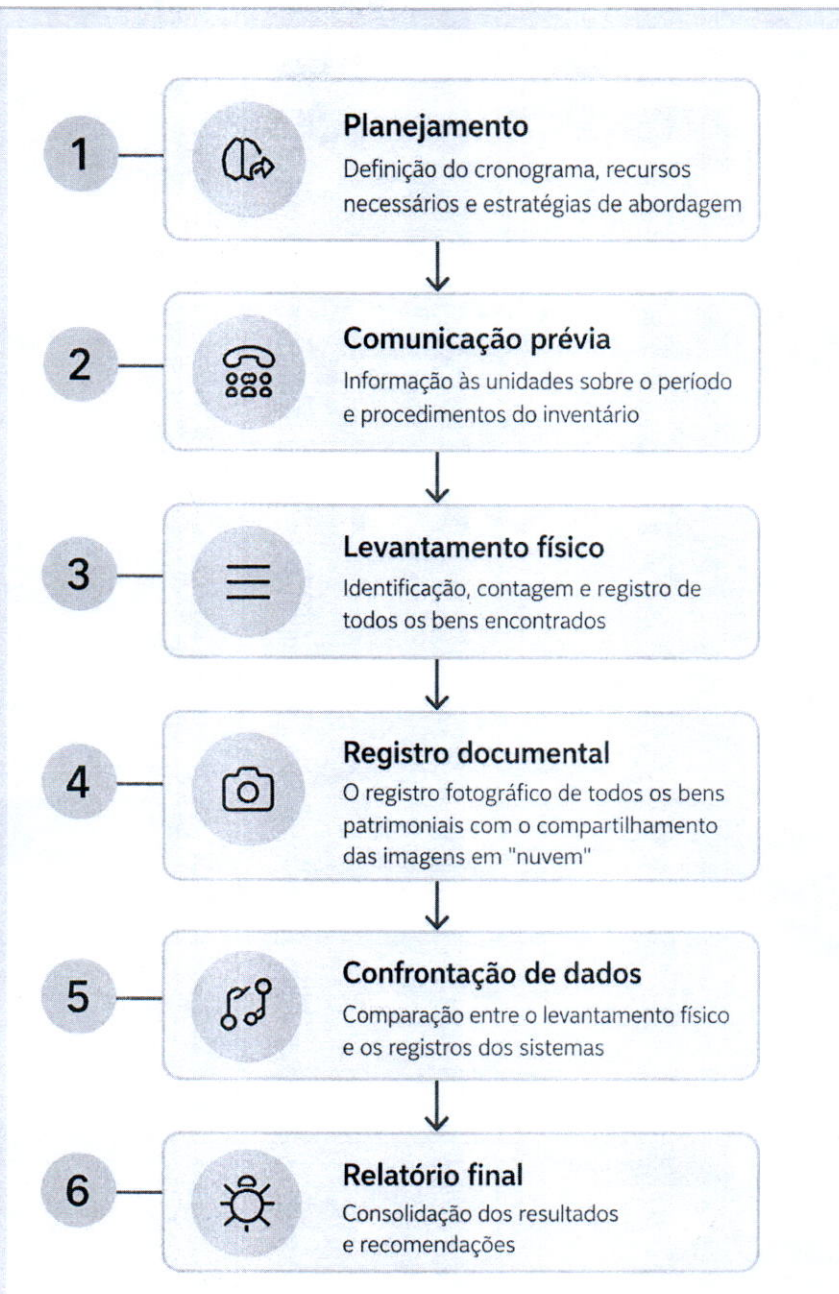 1
Planejamento
Definição do cronograma, recursos
necessários e estratégias de abordagem
2
Comunicação prévia
Informação às unidades sobre o período
e procedimentos do inventário
3
Levantamento físico
Identificação, contagem e registro de
todos os bens encontrados
4
Registro documental
O registro fotográfico de todos os bens
patrimoniais com o compartilhamento
das imagens em "nuvem"
5
Confrontação de dados
Comparação entre o levantamento físico
e os registros dos sistemas
6
Relatório final
Consolidação dos resultados
e recomendações